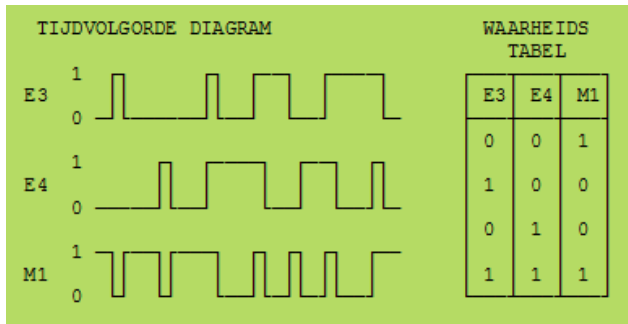 TIJDVOLGORDE DIAGRAM
E3
1
0
E4
1
0
M1
1
0
WAARHEIDS
TABEL
E3 E4 M1
0 0 1
1 0 0
0 1 0
1 1 1